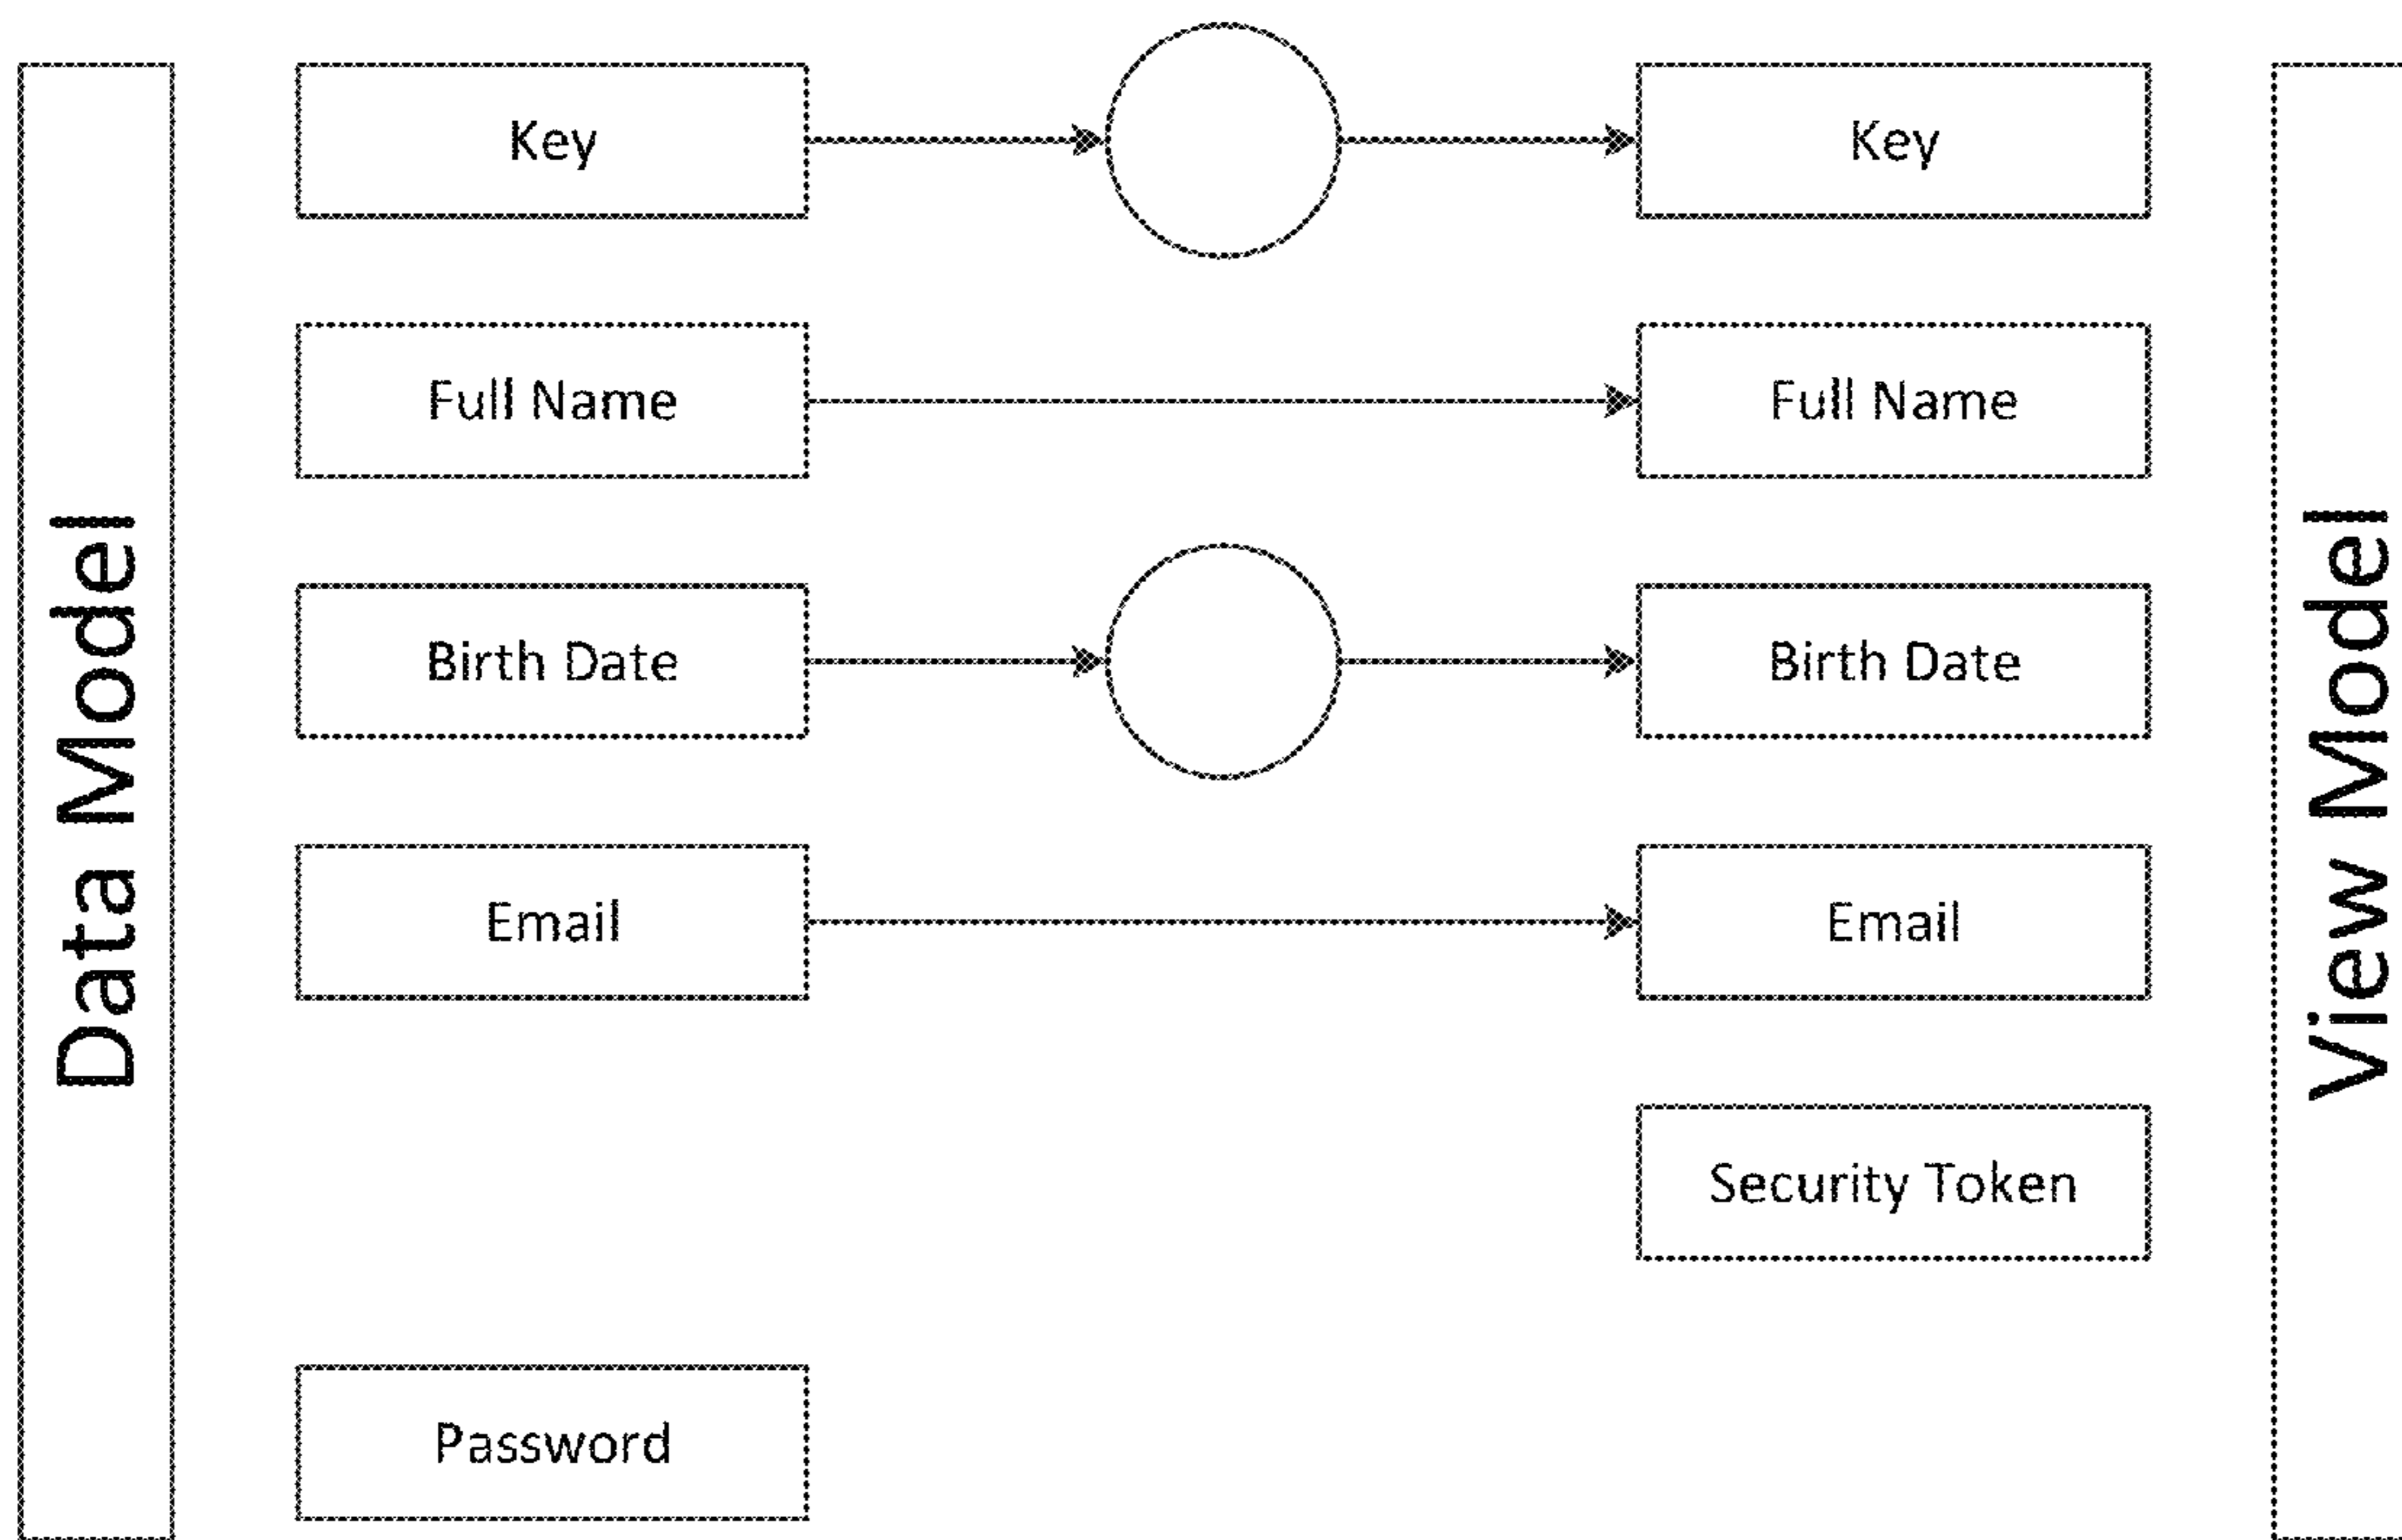 Data Model
Key
Key
Full Name
Full Name
Birth Date
Birth Date
Email
Email
Security Token
Password
View Model